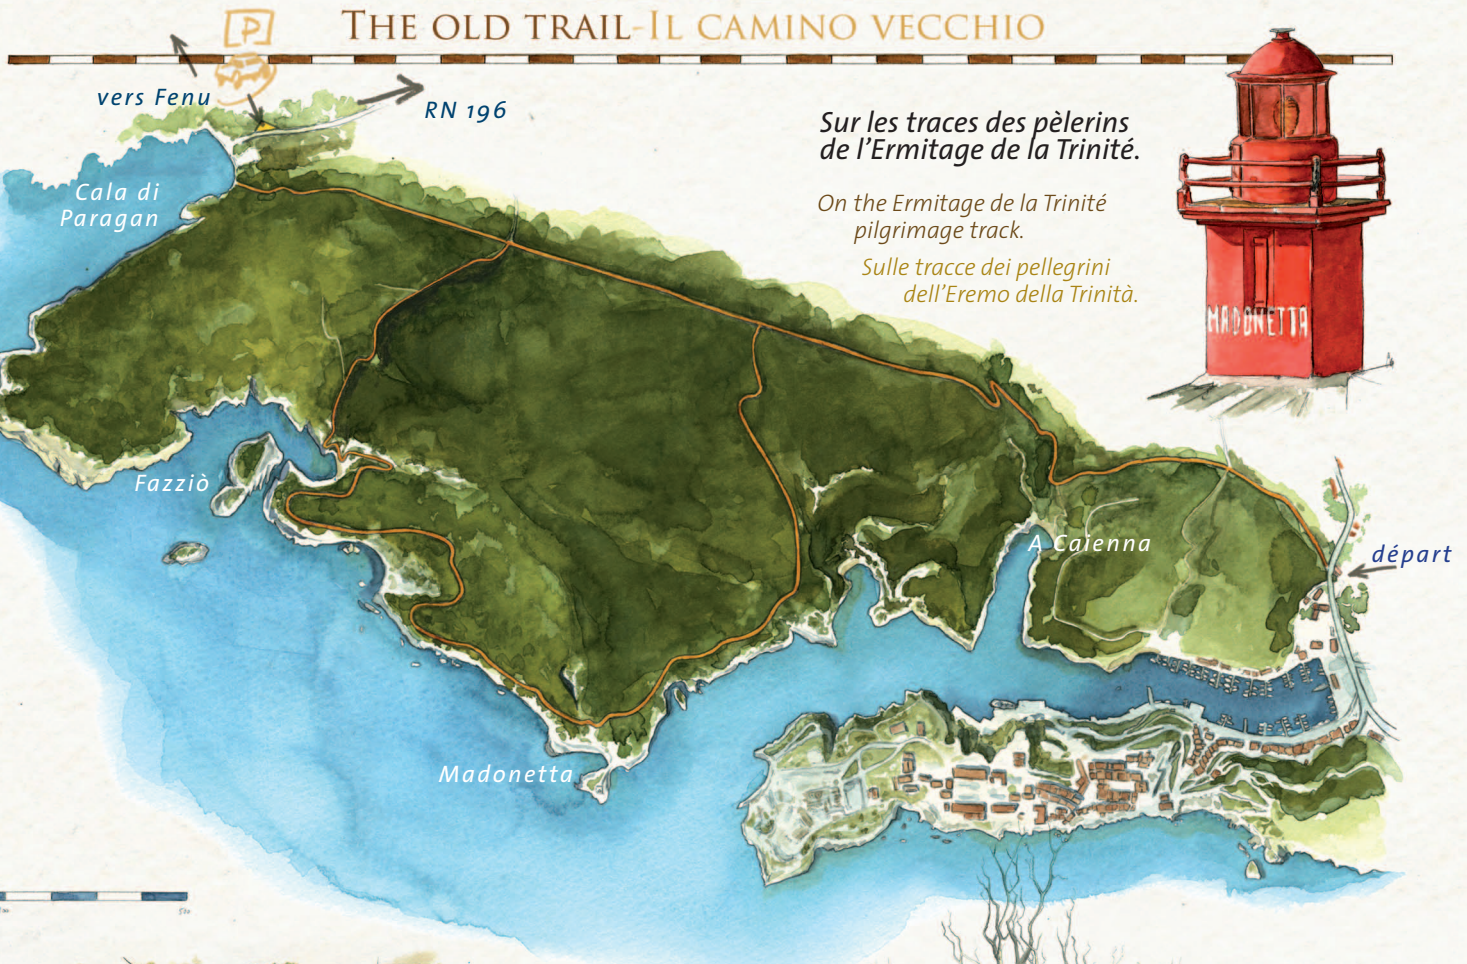 THE OLD TRAIL-IL CAMINO VECCHIO
P
vers Fenu
RN 196
Sur les traces des pèlerins
de l'Ermitage de la Trinité.
On the Ermitage de la Trinité
pilgrimage track.
Sulle tracce dei pellegrini
dell'Eremo della Trinità.
MADONETTA
Cala di
Paragan
Fazziò
A Caienna
départ
Madonetta